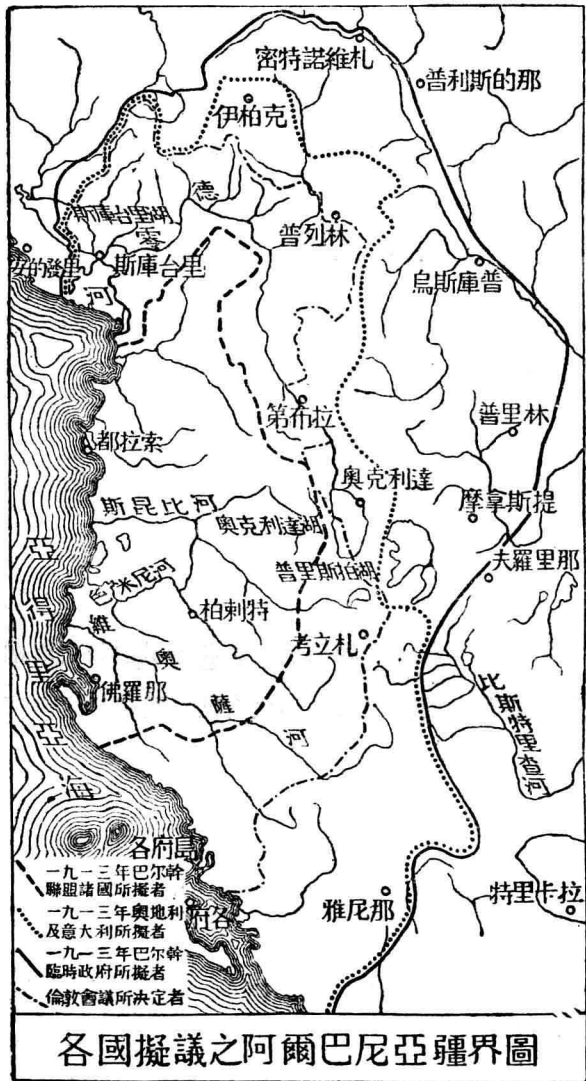 密特諾維札
普利斯的那
伊柏克
德零河
斯庫台里湖
普列林
安的發里
斯庫台里
烏斯庫普
第布拉
普里林
都拉索
奧克利達
斯昆比河
奧克利達湖
摩拿斯提
普里斯柏湖
夫羅里那
米尼河
柏剌特
考立札
維奧薩河
佛羅那
比斯特里查河
亞得里亞海
各府島
各府
雅尼那
特里卡拉
一九一三年巴尔幹
聯盟諸國所擬者
一九一三年奧地利
及意大利所擬者
一九一三年巴尔幹
臨時政府所擬者
倫敦會議所決定者
各國擬議之阿爾巴尼亞疆界圖